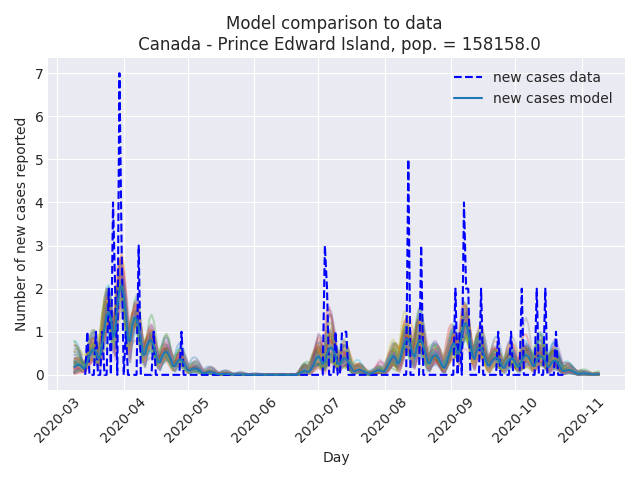 Model comparison to data
Canada - Prince Edward Island, pop. = 158158.0
new cases data
new cases model
Number of new cases reported
7
6
5
4
3
2
1
0
2020-03
2020-04
2020-05
2020-06
2020-07
2020-08
2020-09
2020-10
2020-11
Day